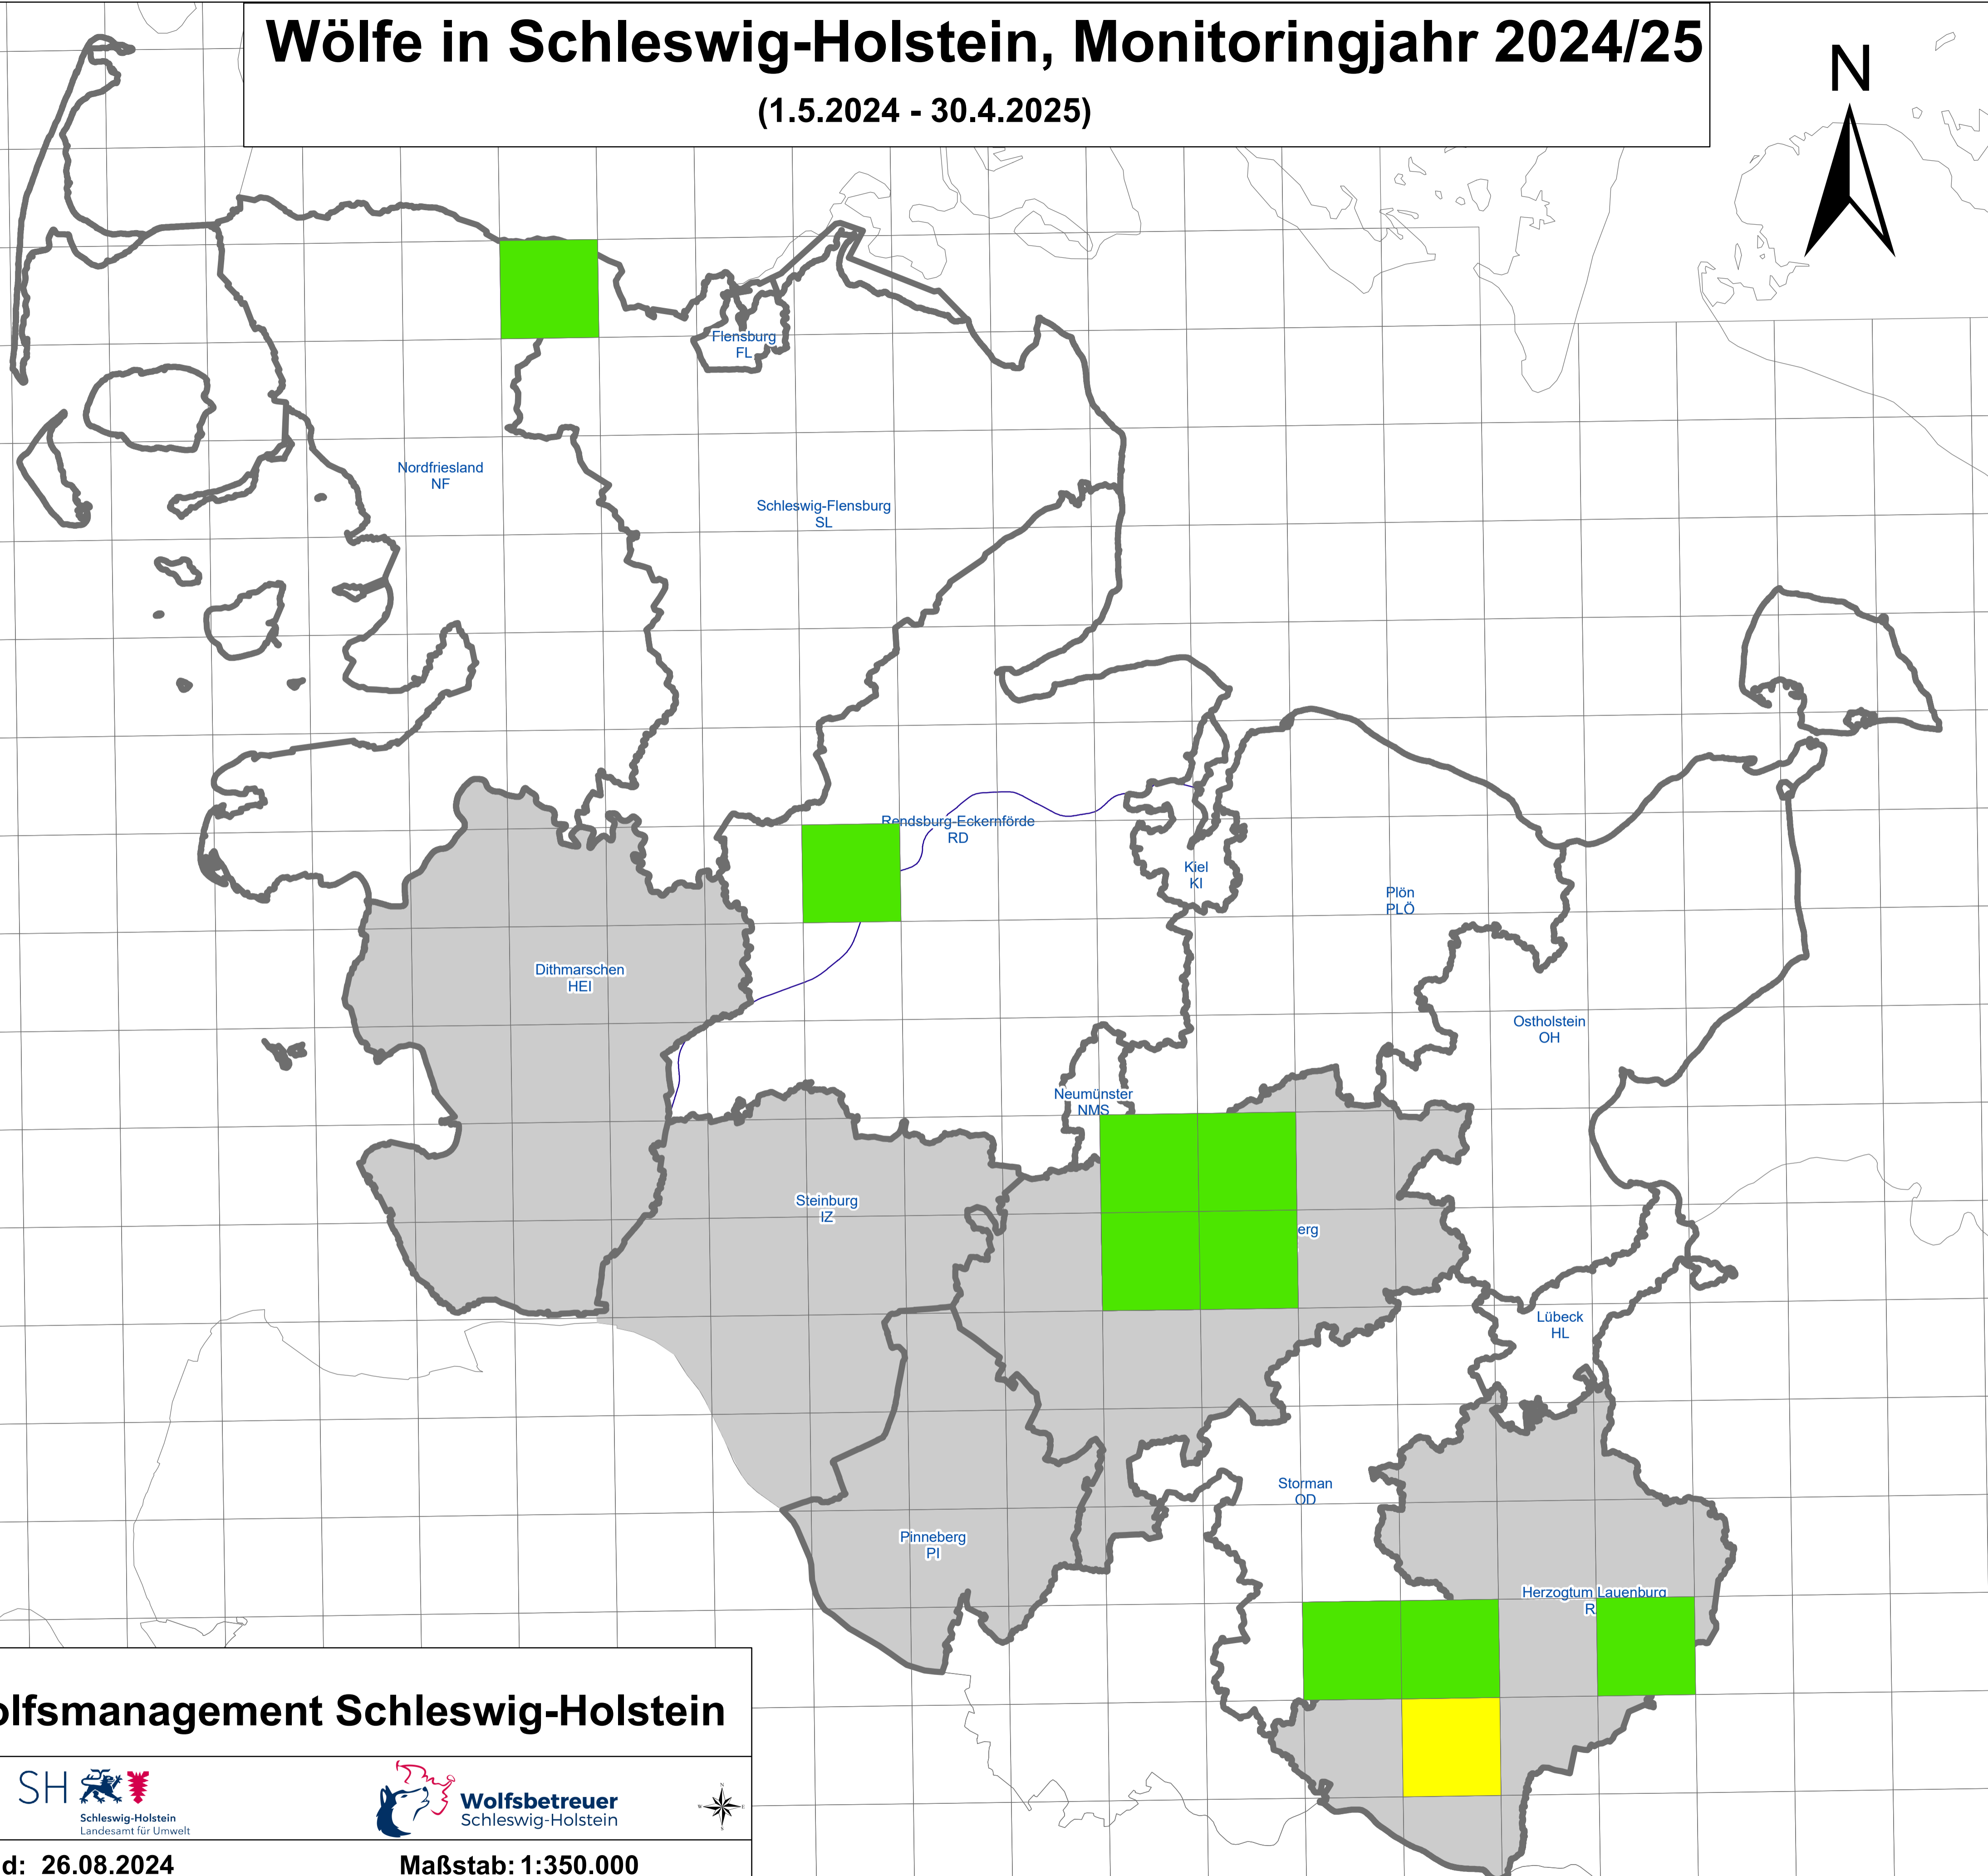 Wölfe in Schleswig-Holstein, Monitoringjahr 2024/25
(1.5.2024 - 30.4.2025)
N
Flensburg
FL
Nordfriesland
NF
Schleswig-Flensburg
SL
Rendsburg-Eckernförde
RD
Kiel
KI
Plön
PLÖ
Dithmarschen
HEI
Ostholstein
OH
Neumünster
NMS
Steinburg
IZ
erg
Lübeck
HL
Storman
OD
Pinneberg
PI
Herzogtum Lauenburg
R
olfsmanagement Schleswig-Holstein
SH
Schleswig-Holstein
Landesamt für Umwelt
Wolfsbetreuer
Schleswig-Holstein
N
W E
S
d: 26.08.2024 Maßstab: 1:350.000